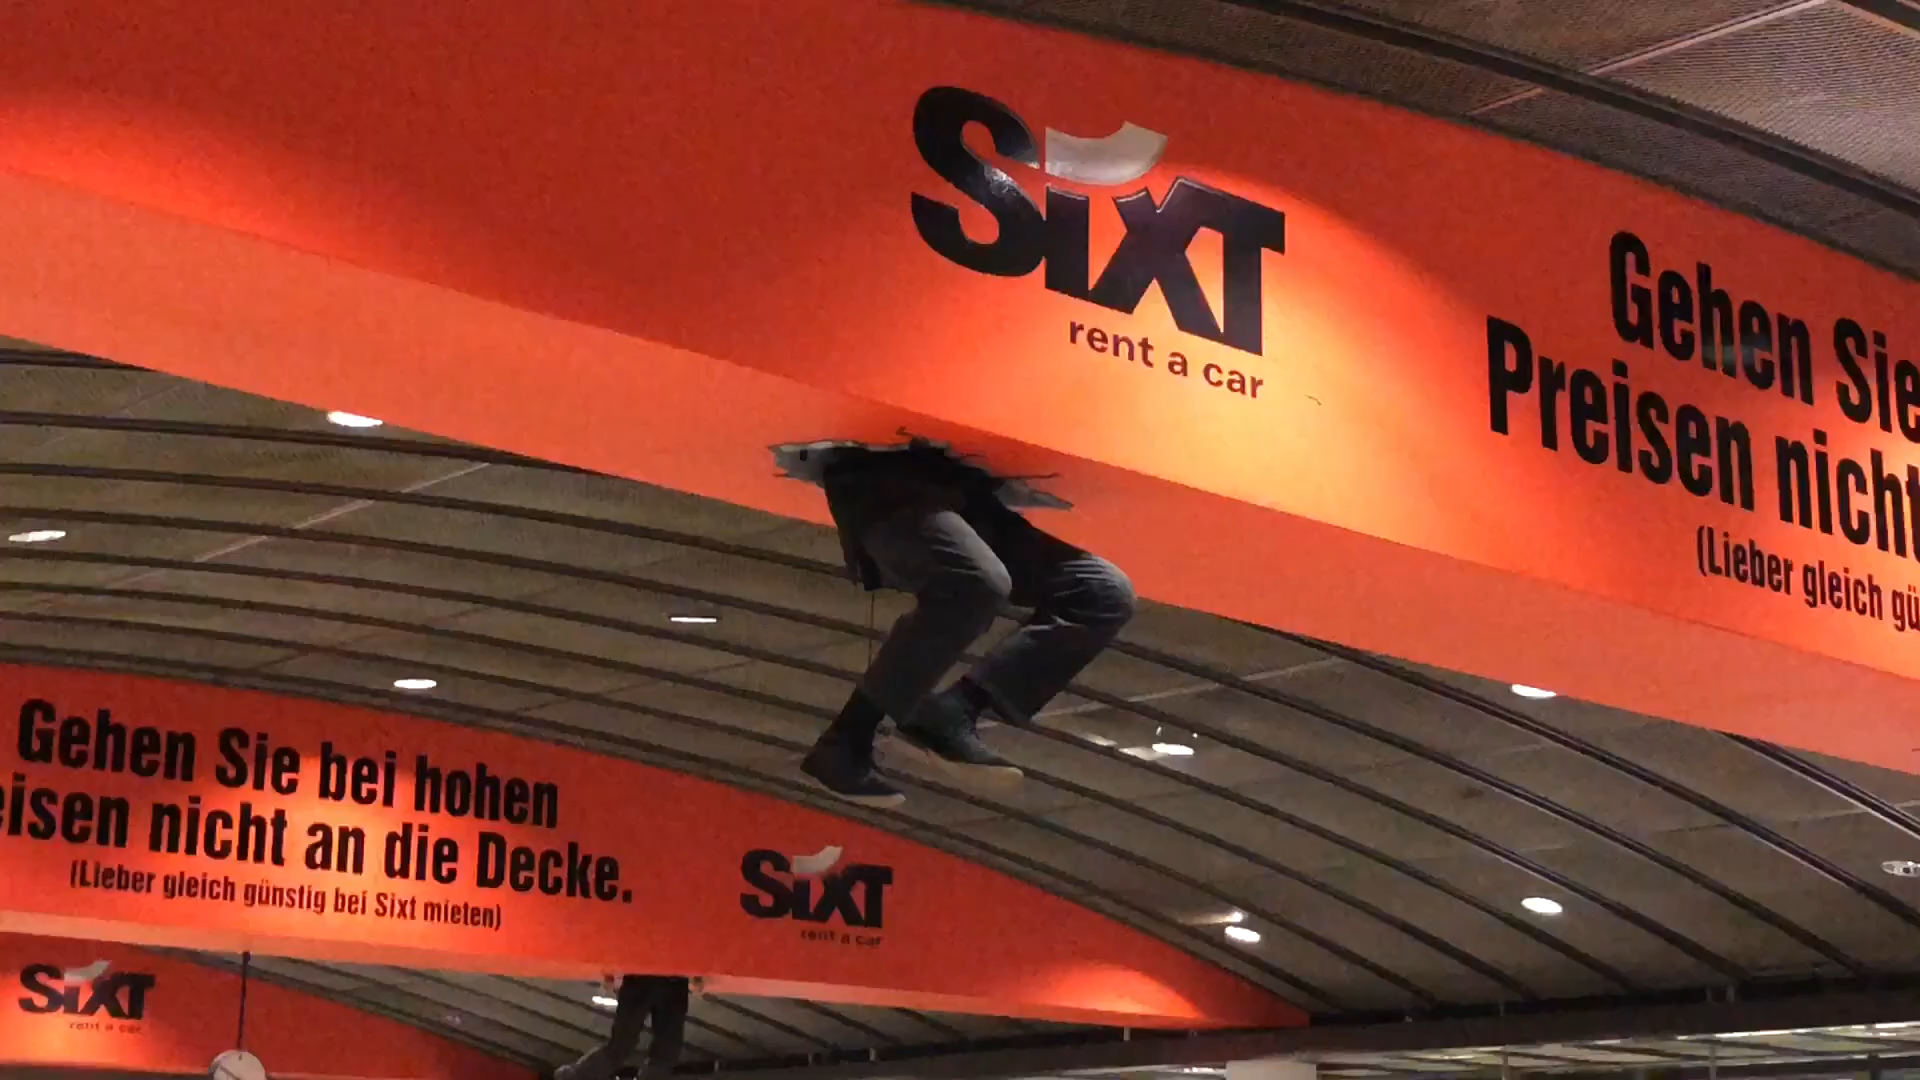 SiXT
rent a car
Gehen Sie
Preisen nicht
(Lieber gleich gü
Gehen Sie bei hohen
eisen nicht an die Decke.
(Lieber gleich günstig bei Sixt mieten)
SiXT
rent a car
SiXT
rent a car